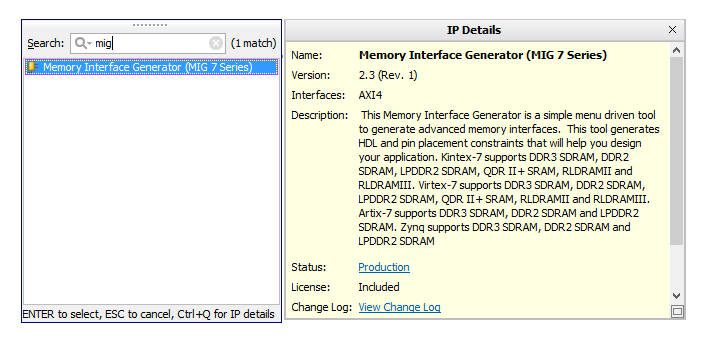 Search: mig (1 match)
Memory Interface Generator (MIG 7 Series)
ENTER to select, ESC to cancel, Ctrl+Q for IP details
IP Details
Name: Memory Interface Generator (MIG 7 Series)
Version: 2.3 (Rev. 1)
Interfaces: AXI4
Description: This Memory Interface Generator is a simple menu driven tool
to generate advanced memory interfaces. This tool generates
HDL and pin placement constraints that will help you design
your application. Kintex-7 supports DDR3 SDRAM, DDR2
SDRAM, LPDDR2 SDRAM, QDR II+ SRAM, RLDRAMII and
RLDRAMIII. Virtex-7 supports DDR3 SDRAM, DDR2 SDRAM,
LPDDR2 SDRAM, QDR II+ SRAM, RLDRAMII and RLDRAMIII.
Artix-7 supports DDR3 SDRAM, DDR2 SDRAM and LPDDR2
SDRAM. Zynq supports DDR3 SDRAM, DDR2 SDRAM and
LPDDR2 SDRAM
Status: Production
License: Included
Change Log: View Change Log